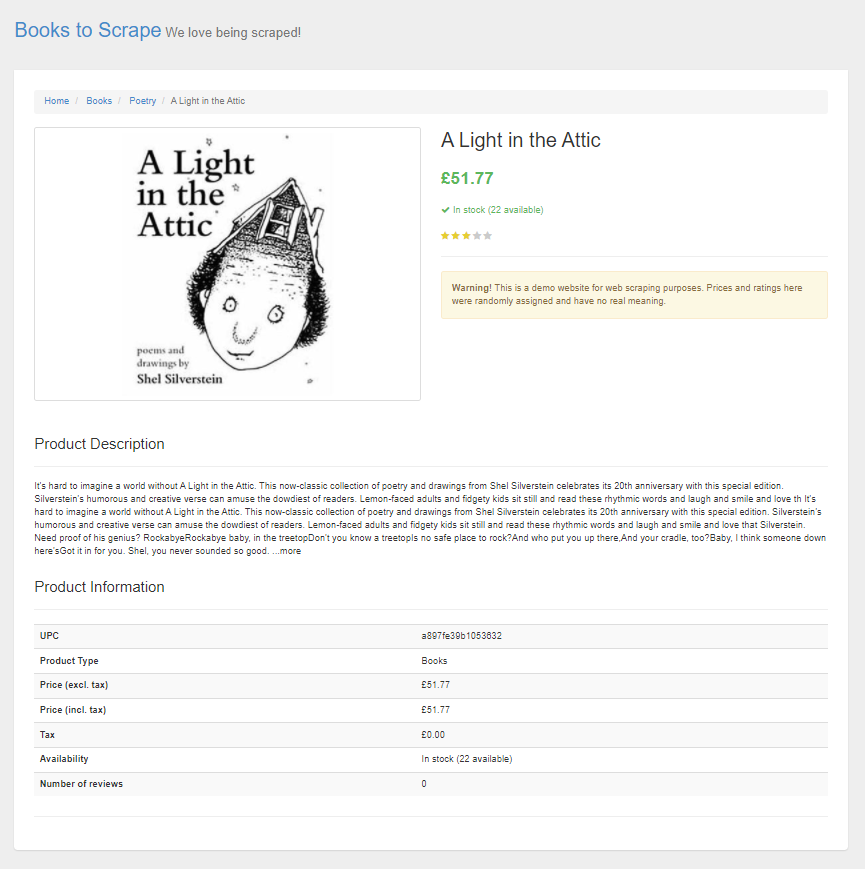 Books to Scrape We love being scraped!
Home / Books / Poetry / A Light in the Attic
A Light
in the
Attic
poems and
drawings by
Shel Silverstein
A Light in the Attic
£51.77
In stock (22 available)
Warning! This is a demo website for web scraping purposes. Prices and ratings here
were randomly assigned and have no real meaning.
Product Description
It's hard to imagine a world without A Light in the Attic. This now-classic collection of poetry and drawings from Shel Silverstein celebrates its 20th anniversary with this special edition.
Silverstein's humorous and creative verse can amuse the dowdiest of readers. Lemon-faced adults and fidgety kids sit still and read these rhythmic words and laugh and smile and love th It's
hard to imagine a world without A Light in the Attic. This now-classic collection of poetry and drawings from Shel Silverstein celebrates its 20th anniversary with this special edition. Silverstein's
humorous and creative verse can amuse the dowdiest of readers. Lemon-faced adults and fidgety kids sit still and read these rhythmic words and laugh and smile and love that Silverstein.
Need proof of his genius? RockabyeRockabye baby, in the treetopDon't you know a treetopIs no safe place to rock?And who put you up there,And your cradle, too?Baby, I think someone down
here'sGot it in for you. Shel, you never sounded so good. ...more
Product Information
UPC a897fe39b1053632
Product Type Books
Price (excl. tax) £51.77
Price (incl. tax) £51.77
Tax £0.00
Availability In stock (22 available)
Number of reviews 0